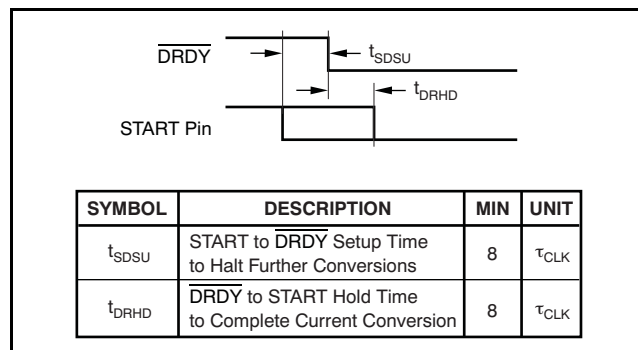 DRDY
tSDSU
tDRHD
START Pin
SYMBOL DESCRIPTION MIN UNIT
tSDSU START to DRDY Setup Time to Halt Further Conversions 8 τCLK
tDRHD DRDY to START Hold Time to Complete Current Conversion 8 τCLK